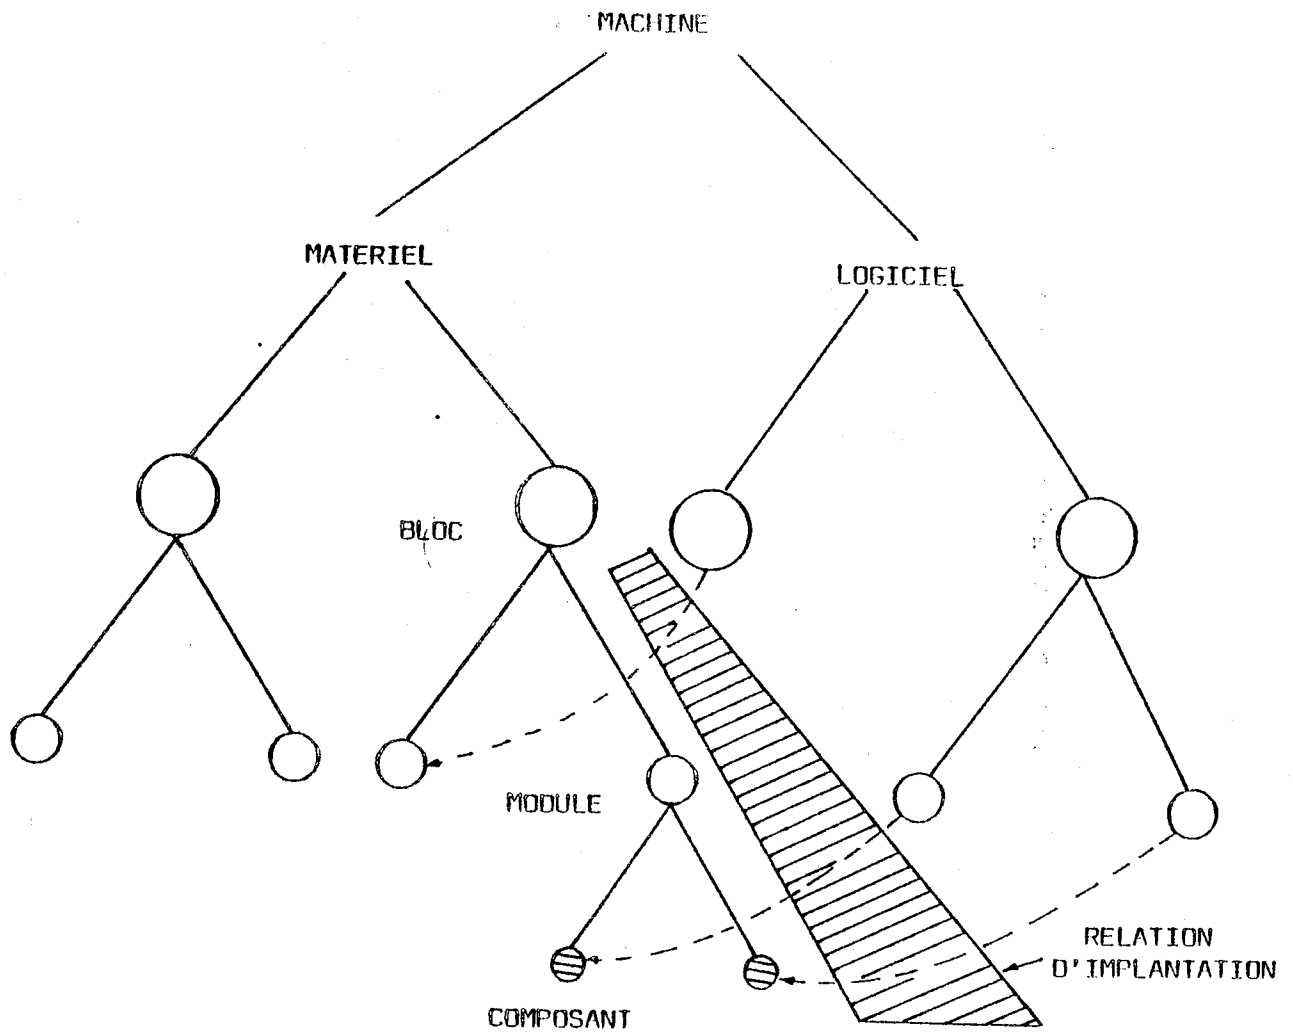 MACHINE
MATERIEL
LOGICIEL
BLOC
MODULE
RELATION
D'IMPLANTATION
COMPOSANT